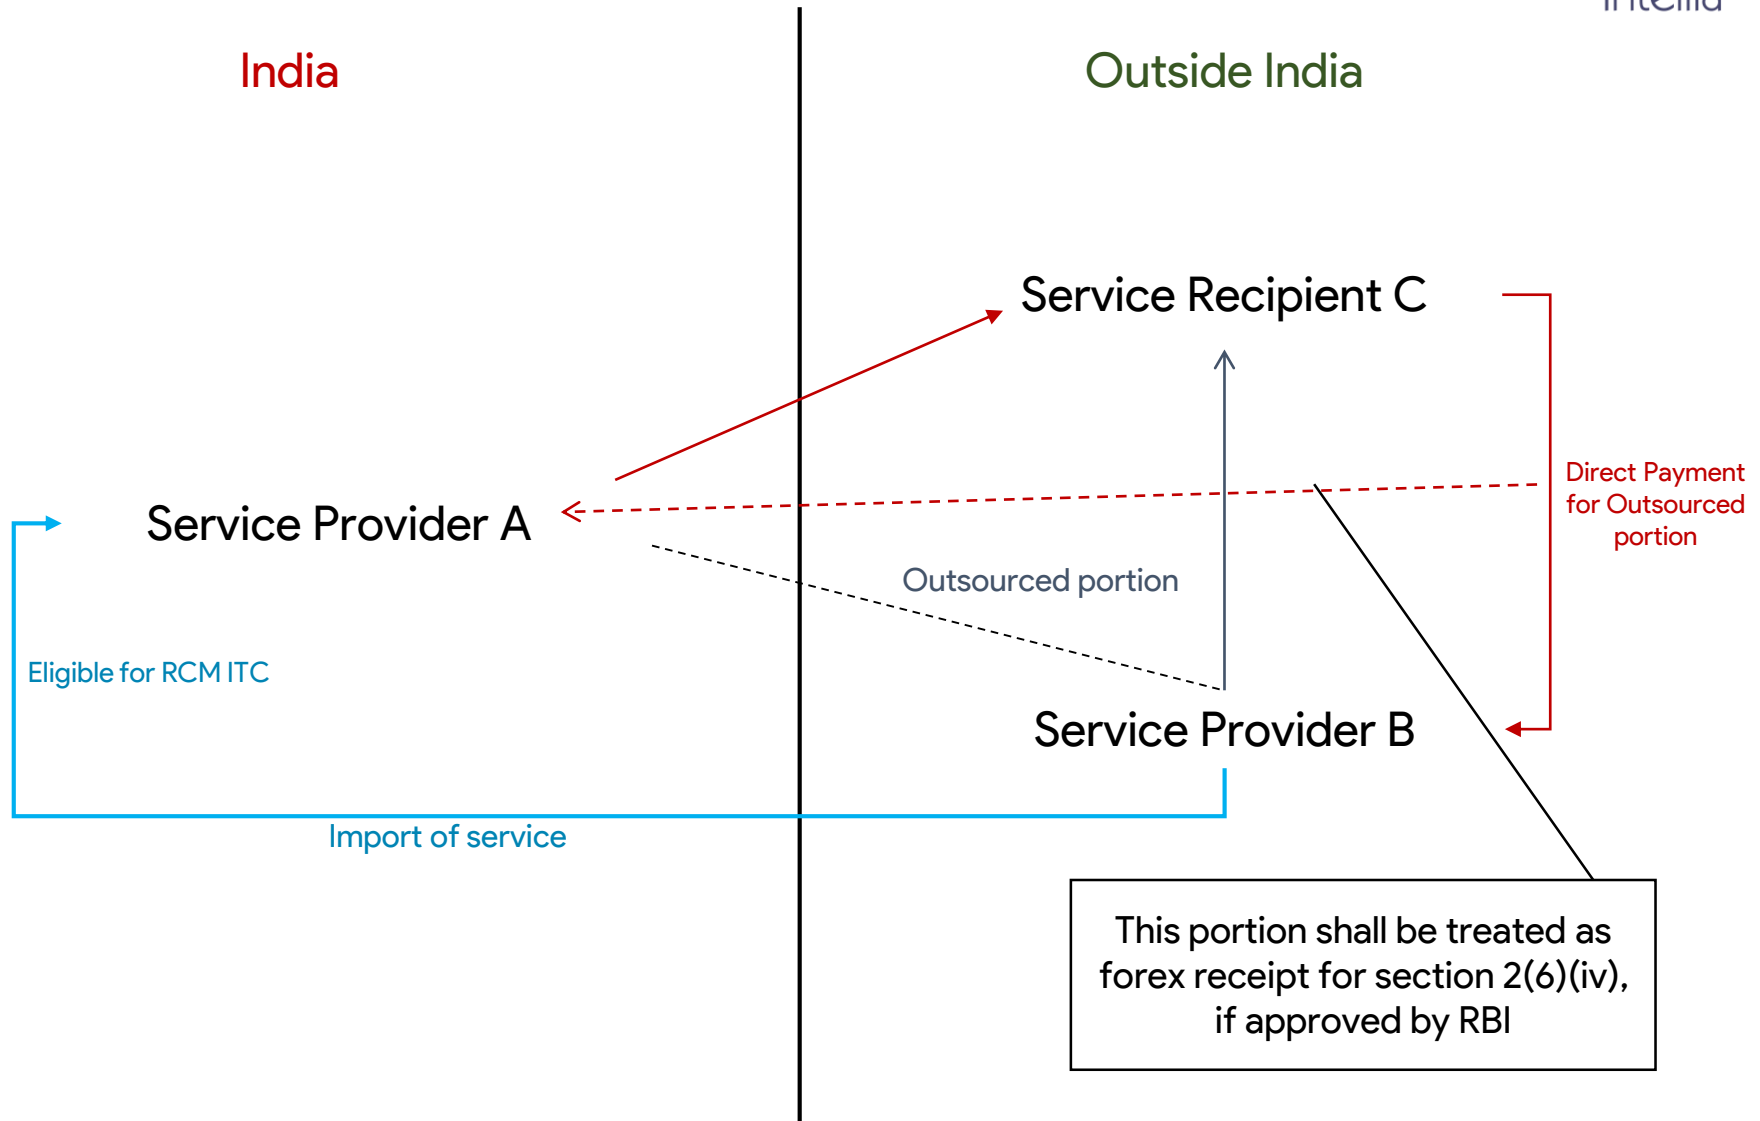 India
Outside India
Service Recipient C
Direct Payment
for Outsourced
portion
Service Provider A
Outsourced portion
Eligible for RCM ITC
Service Provider B
Import of service
This portion shall be treated as
forex receipt for section 2(6)(iv),
if approved by RBI